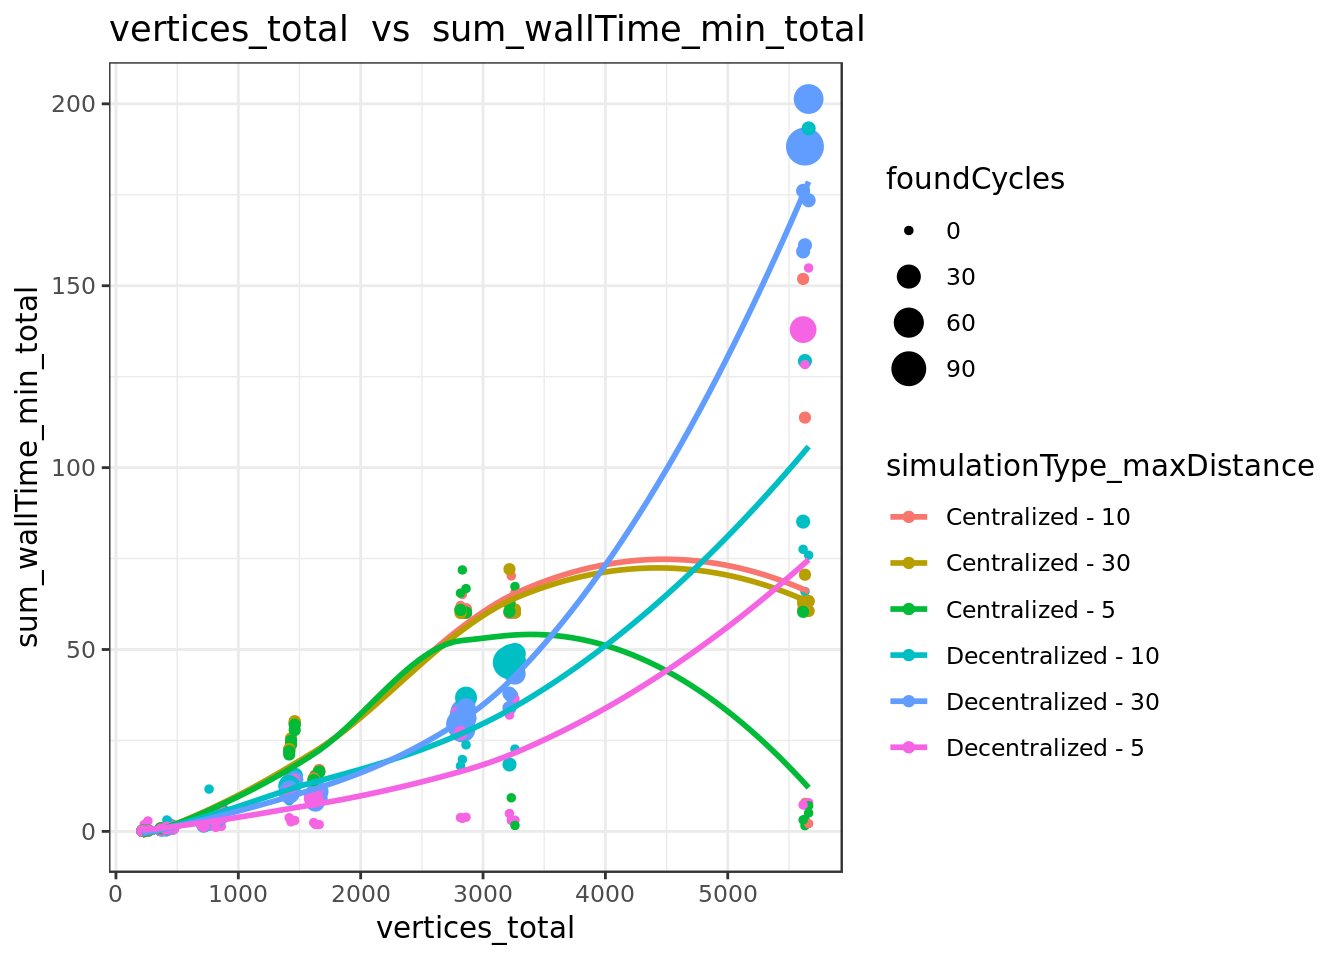 vertices_total vs sum_wallTime_min_total
200
150
100
50
0
0 1000 2000 3000 4000 5000
vertices_total
sum_wallTime_min_total
foundCycles
0
30
60
90
simulationType_maxDistance
Centralized - 10
Centralized - 30
Centralized - 5
Decentralized - 10
Decentralized - 30
Decentralized - 5